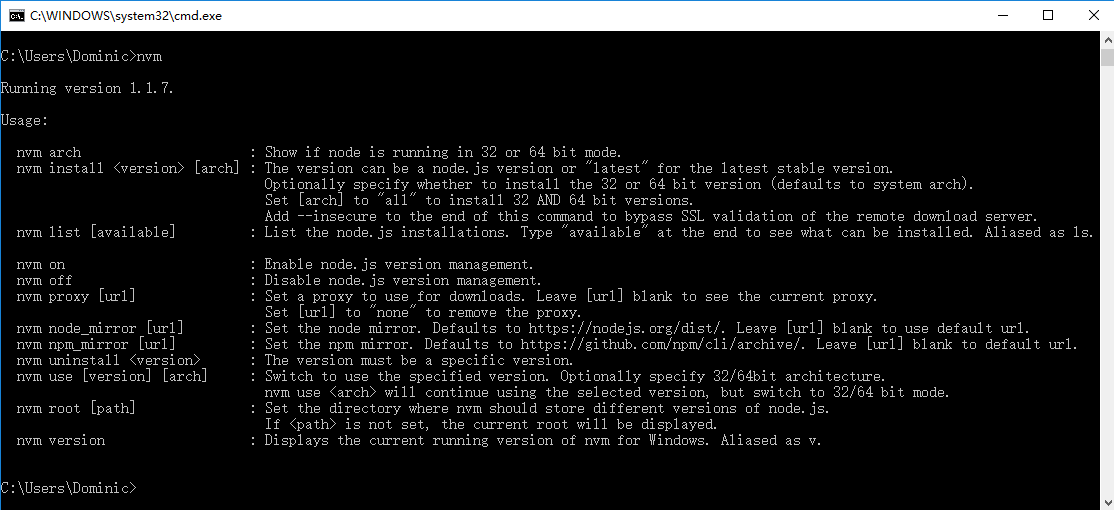 C:\WINDOWS\system32\cmd.exe
C:\Users\Dominic>nvm
Running version 1.1.7.
Usage:
nvm arch : Show if node is running in 32 or 64 bit mode.
nvm install <version> [arch] : The version can be a node.js version or "latest" for the latest stable version.
Optionally specify whether to install the 32 or 64 bit version (defaults to system arch).
Set [arch] to "all" to install 32 AND 64 bit versions.
Add --insecure to the end of this command to bypass SSL validation of the remote download server.
nvm list [available] : List the node.js installations. Type "available" at the end to see what can be installed. Aliased as ls.
nvm on : Enable node.js version management.
nvm off : Disable node.js version management.
nvm proxy [url] : Set a proxy to use for downloads. Leave [url] blank to see the current proxy.
Set [url] to "none" to remove the proxy.
nvm node_mirror [url] : Set the node mirror. Defaults to https://nodejs.org/dist/. Leave [url] blank to use default url.
nvm npm_mirror [url] : Set the npm mirror. Defaults to https://github.com/npm/cli/archive/. Leave [url] blank to default url.
nvm uninstall <version> : The version must be a specific version.
nvm use [version] [arch] : Switch to use the specified version. Optionally specify 32/64bit architecture.
nvm use <arch> will continue using the selected version, but switch to 32/64 bit mode.
nvm root [path] : Set the directory where nvm should store different versions of node.js.
If <path> is not set, the current root will be displayed.
nvm version : Displays the current running version of nvm for Windows. Aliased as v.
C:\Users\Dominic>